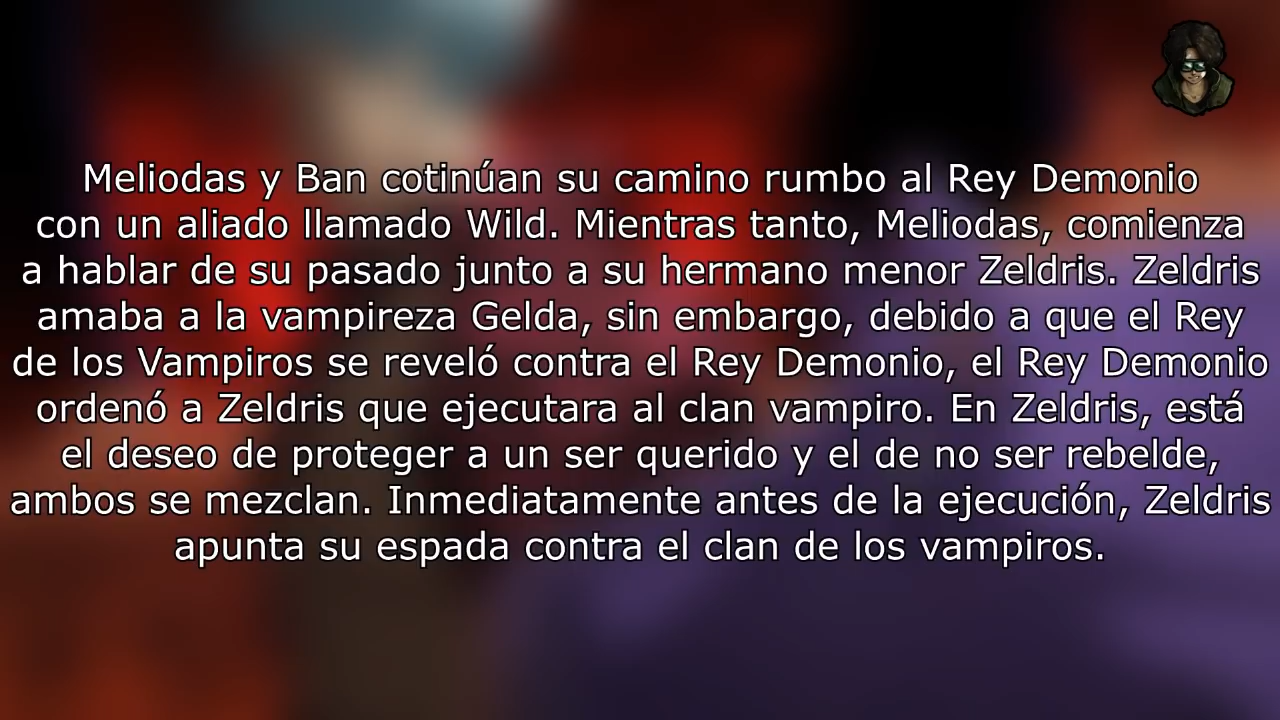 Meliodas y Ban cotinúan su camino rumbo al Rey Demonio
con un aliado llamado Wild. Mientras tanto, Meliodas, comienza
a hablar de su pasado junto a su hermano menor Zeldris. Zeldris
amaba a la vampireza Gelda, sin embargo, debido a que el Rey
de los Vampiros se reveló contra el Rey Demonio, el Rey Demonio
ordenó a Zeldris que ejecutara al clan vampiro. En Zeldris, está
el deseo de proteger a un ser querido y el de no ser rebelde,
ambos se mezclan. Inmediatamente antes de la ejecución, Zeldris
apunta su espada contra el clan de los vampiros.